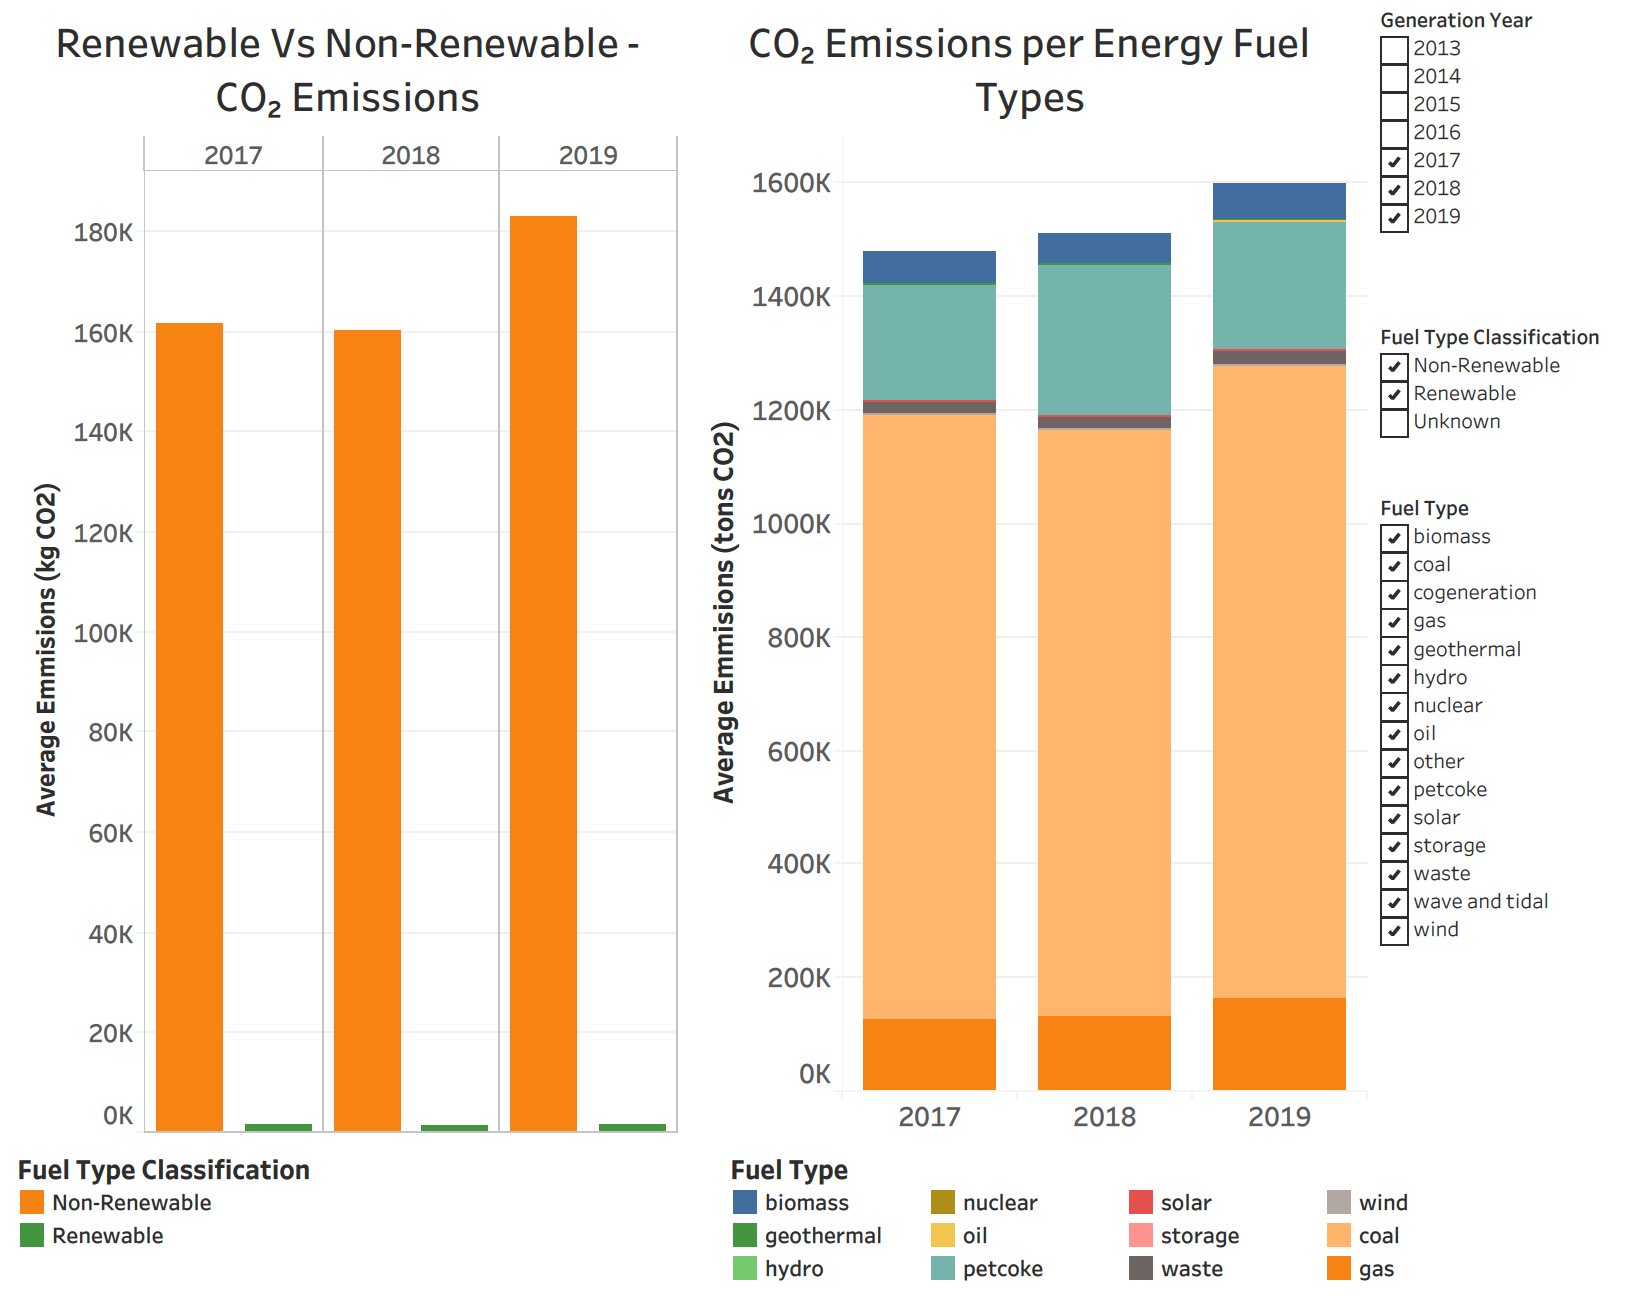 Renewable Vs Non-Renewable -
CO₂ Emissions
2017
2018
2019
180K
160K
140K
120K
100K
80K
60K
40K
20K
0K
Average Emmisions (kg CO2)
Fuel Type Classification
Non-Renewable
Renewable
CO₂ Emissions per Energy Fuel
Types
1600K
1400K
1200K
1000K
800K
600K
400K
200K
0K
Average Emmisions (tons CO2)
2017
2018
2019
Fuel Type
biomass
geothermal
hydro
nuclear
oil
petcoke
solar
storage
waste
wind
coal
gas
Generation Year
2013
2014
2015
2016
2017
2018
2019
Fuel Type Classification
Non-Renewable
Renewable
Unknown
Fuel Type
biomass
coal
cogeneration
gas
geothermal
hydro
nuclear
oil
other
petcoke
solar
storage
waste
wave and tidal
wind